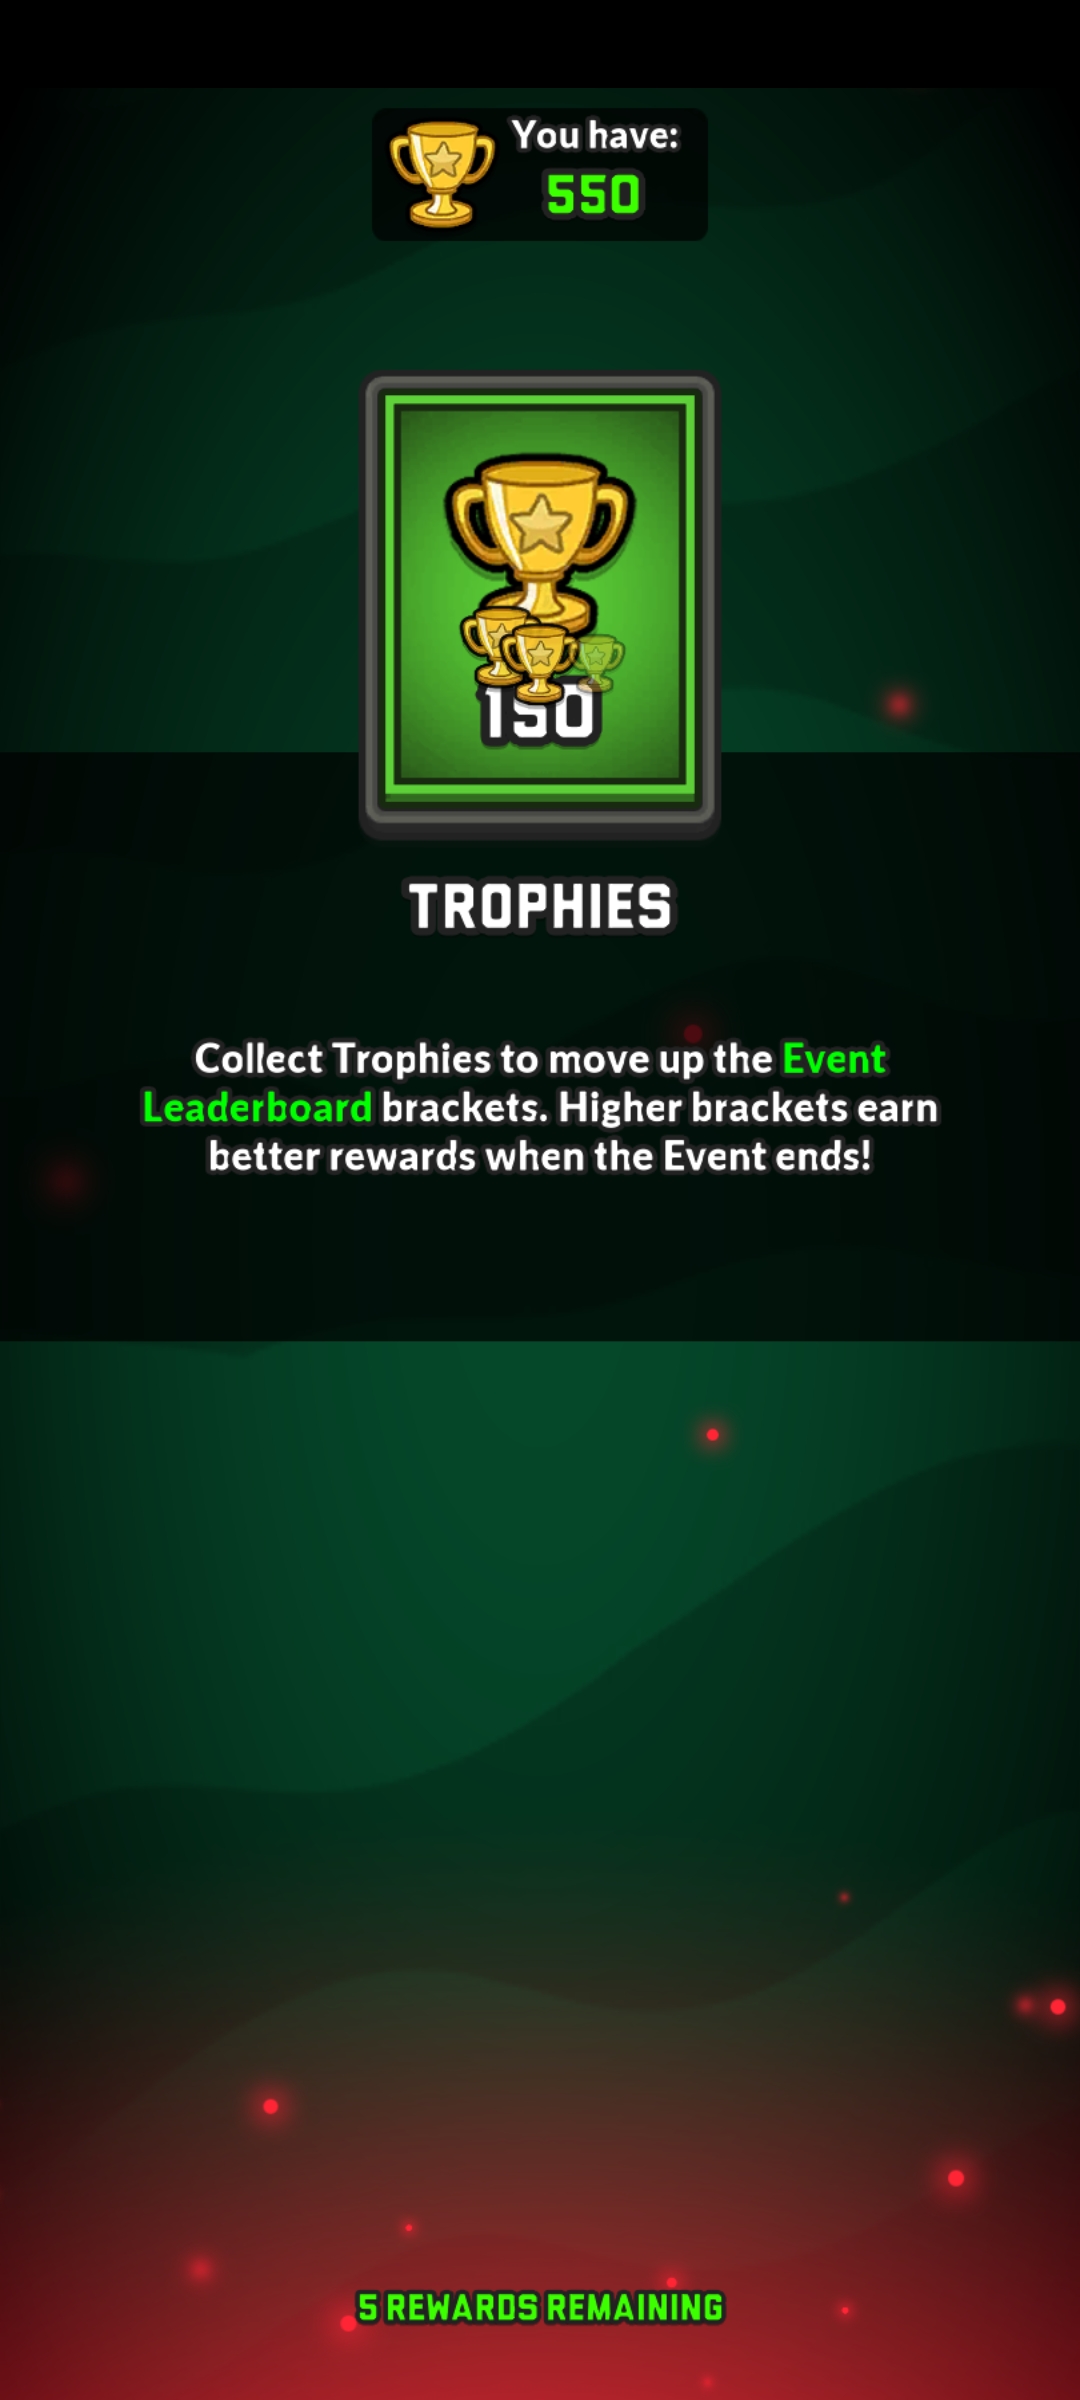 You have:
550
150
TROPHIES
Collect Trophies to move up the Event
Leaderboard brackets. Higher brackets earn
better rewards when the Event ends!
5 REWARDS REMAINING